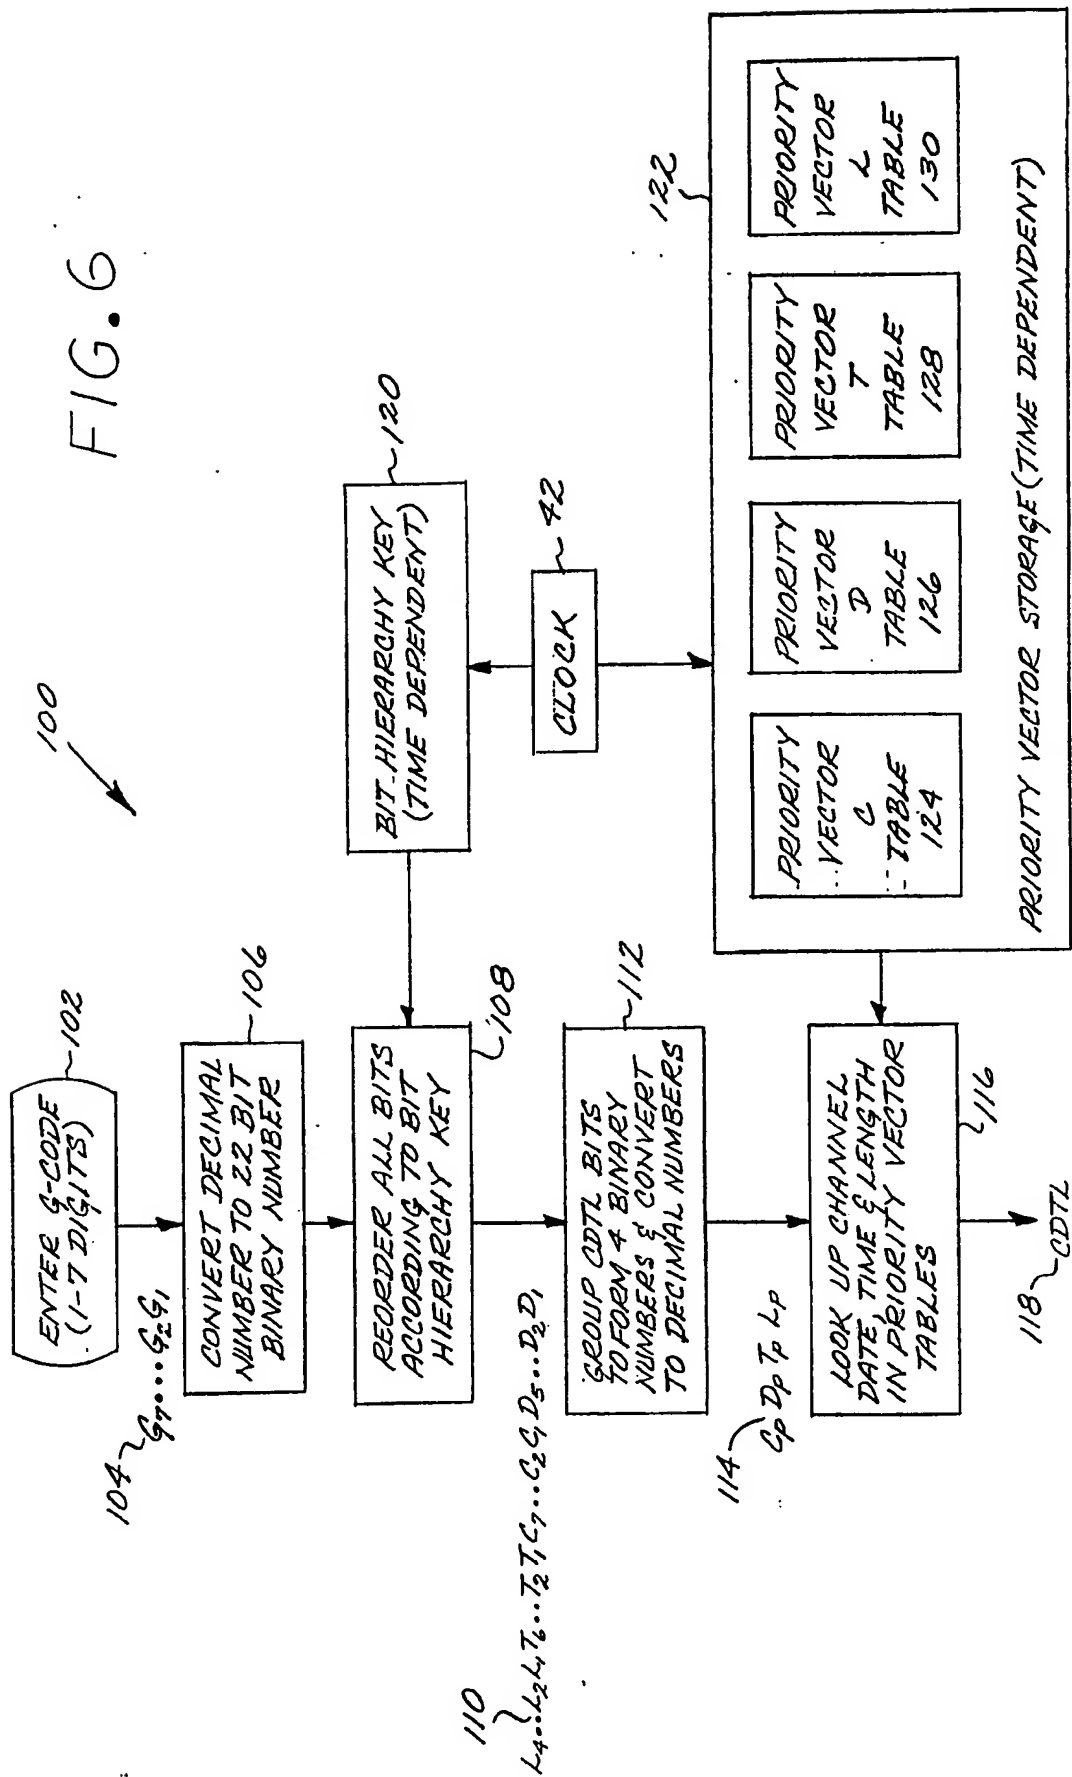 FIG. 6
100
ENTER G-CODE
(1-7 DIGITS)
102
104
G7...G2G1
CONVERT DECIMAL
NUMBER TO 22 BIT
BINARY NUMBER
106
REORDER ALL BITS
ACCORDING TO BIT
HIERARCHY KEY
108
BIT HIERARCHY KEY
(TIME DEPENDENT)
120
CLOCK
42
110
L4...L2L1T6...T2T1C7...C2C1D5...D2D1
GROUP CDTL BITS
TO FORM 4 BINARY
NUMBERS & CONVERT
TO DECIMAL NUMBERS
112
114
Cp Dp Tp Lp
LOOK UP CHANNEL
DATE, TIME & LENGTH
IN PRIORITY VECTOR
TABLES
116
118
CDTL
122
PRIORITY
VECTOR
C
TABLE
124
PRIORITY
VECTOR
D
TABLE
126
PRIORITY
VECTOR
T
TABLE
128
PRIORITY
VECTOR
L
TABLE
130
PRIORITY VECTOR STORAGE (TIME DEPENDENT)